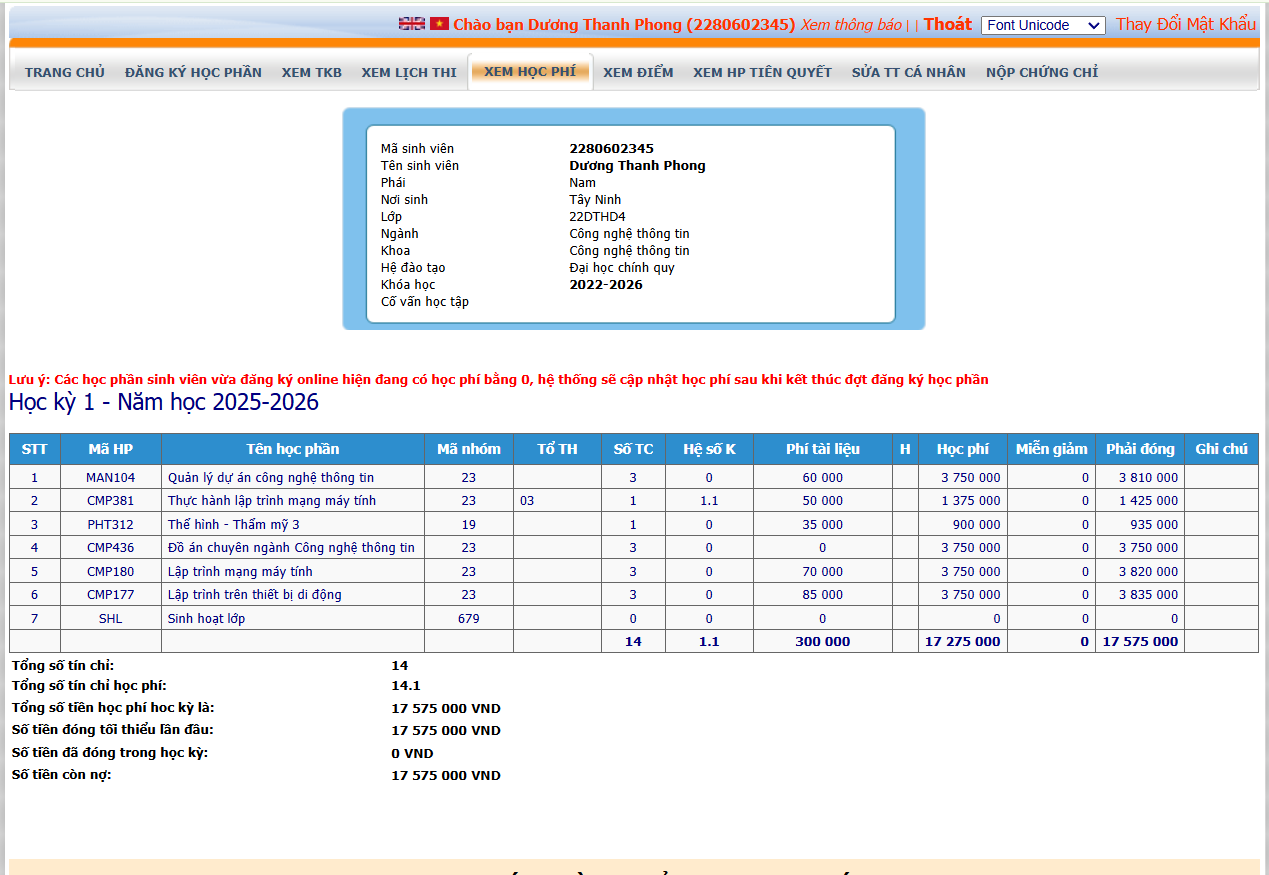 Chào bạn Dương Thanh Phong (2280602345) Xem thông báo | | Thoát Font Unicode Thay Đổi Mật Khẩu
TRANG CHỦ ĐĂNG KÝ HỌC PHẦN XEM TKB XEM LỊCH THI XEM HỌC PHÍ XEM ĐIỂM XEM HP TIÊN QUYẾT SỬA TT CÁ NHÂN NỘP CHỨNG CHỈ
Mã sinh viên 2280602345
Tên sinh viên Dương Thanh Phong
Phái Nam
Nơi sinh Tây Ninh
Lớp 22DTHD4
Ngành Công nghệ thông tin
Khoa Công nghệ thông tin
Hệ đào tạo Đại học chính quy
Khóa học 2022-2026
Cố vấn học tập
Lưu ý: Các học phần sinh viên vừa đăng ký online hiện đang có học phí bằng 0, hệ thống sẽ cập nhật học phí sau khi kết thúc đợt đăng ký học phần
Học kỳ 1 - Năm học 2025-2026
STT Mã HP Tên học phần Mã nhóm Tổ TH Số TC Hệ số K Phí tài liệu H Học phí Miễn giảm Phải đóng Ghi chú
1 MAN104 Quản lý dự án công nghệ thông tin 23 3 0 60 000 3 750 000 0 3 810 000
2 CMP381 Thực hành lập trình mạng máy tính 23 03 1 1.1 50 000 1 375 000 0 1 425 000
3 PHT312 Thể hình - Thẩm mỹ 3 19 1 0 35 000 900 000 0 935 000
4 CMP436 Đồ án chuyên ngành Công nghệ thông tin 23 3 0 0 3 750 000 0 3 750 000
5 CMP180 Lập trình mạng máy tính 23 3 0 70 000 3 750 000 0 3 820 000
6 CMP177 Lập trình trên thiết bị di động 23 3 0 85 000 3 750 000 0 3 835 000
7 SHL Sinh hoạt lớp 679 0 0 0 0 0 0
14 1.1 300 000 17 275 000 0 17 575 000
Tổng số tín chỉ: 14
Tổng số tín chỉ học phí: 14.1
Tổng số tiền học phí hoc kỳ là: 17 575 000 VND
Số tiền đóng tối thiểu lần đầu: 17 575 000 VND
Số tiền đã đóng trong học kỳ: 0 VND
Số tiền còn nợ: 17 575 000 VND